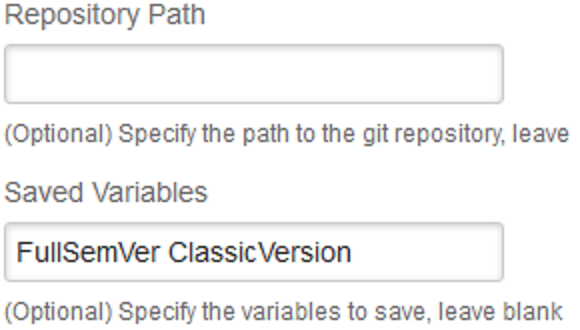 Repository Path
(Optional) Specify the path to the git repository, leave
Saved Variables
FullSemVer ClassicVersion
(Optional) Specify the variables to save, leave blank